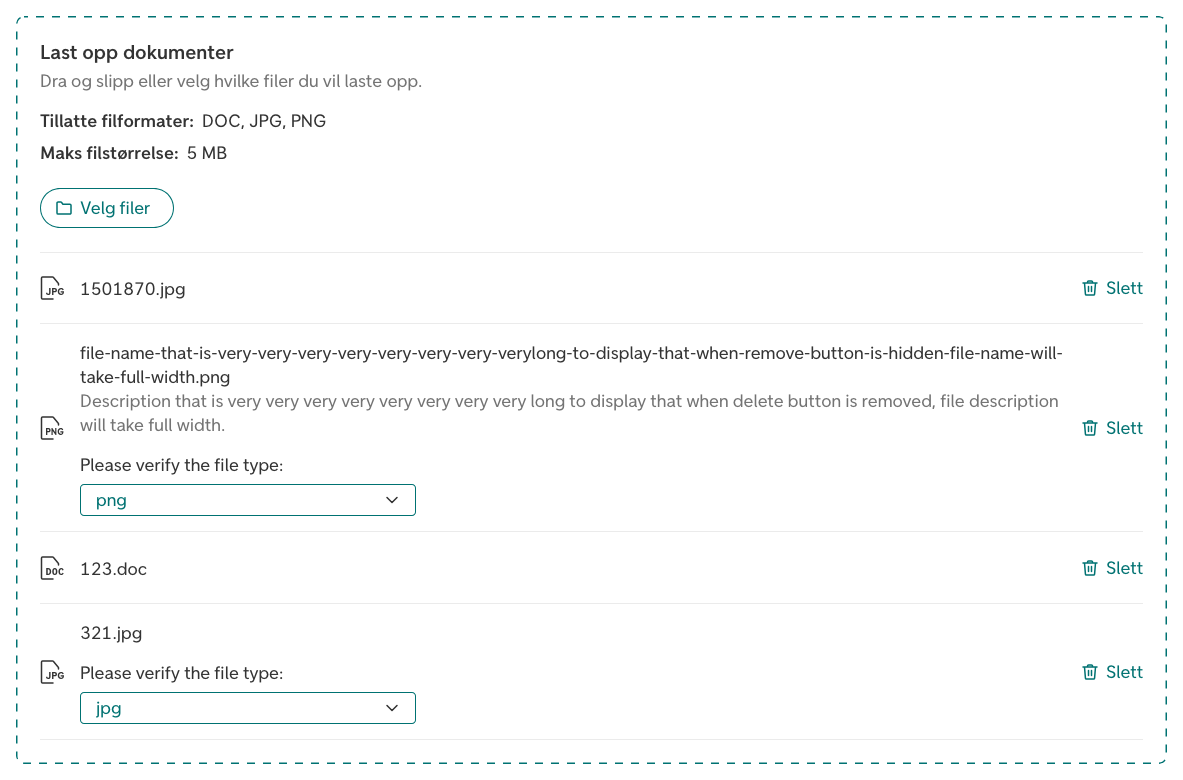 Last opp dokumenter
Dra og slipp eller velg hvilke filer du vil laste opp.
Tillatte filformater: DOC, JPG, PNG
Maks filstørrelse: 5 MB
Velg filer
JPG 1501870.jpg Slett
file-name-that-is-very-very-very-very-very-very-very-verylong-to-display-that-when-remove-button-is-hidden-file-name-will-
take-full-width.png
Description that is very very very very very very very very long to display that when delete button is removed, file description
will take full width.
PNG Slett
Please verify the file type:
png
DOC 123.doc Slett
321.jpg
JPG Please verify the file type: Slett
jpg